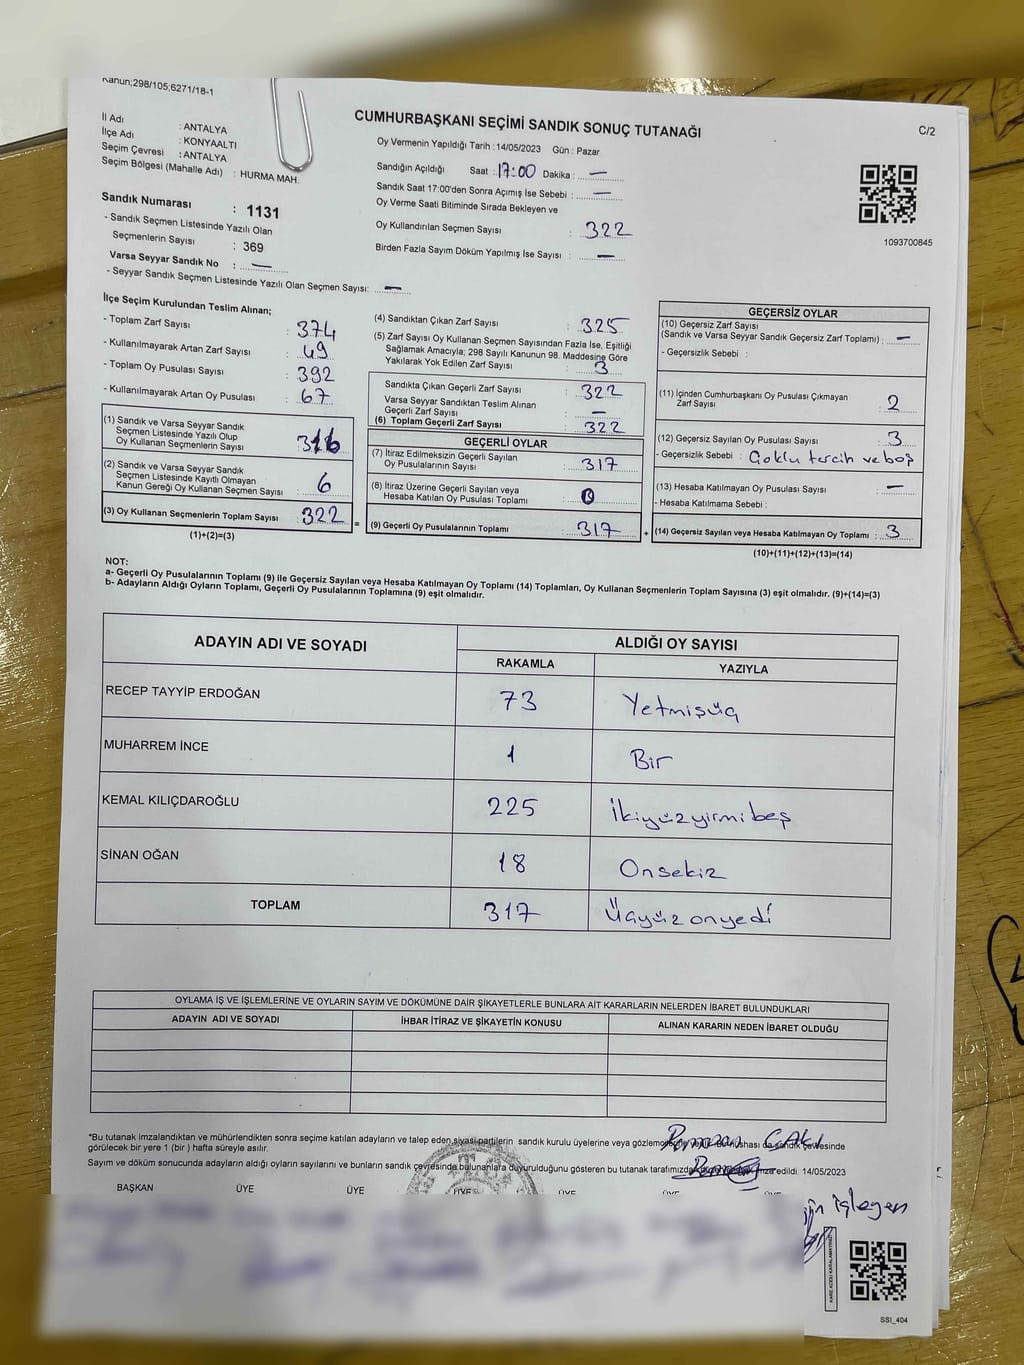 Kanun;298/105;6271/18-1
CUMHURBAŞKANI SEÇİMİ SANDIK SONUÇ TUTANAĞI
C/2
İl Adı : ANTALYA
İlçe Adı : KONYAALTI
Seçim Çevresi : ANTALYA
Seçim Bölgesi (Mahalle Adı) : HURMA MAH.
Sandık Numarası : 1131
- Sandık Seçmen Listesinde Yazılı Olan
Seçmenlerin Sayısı : 369
Varsa Seyyar Sandık No : —
- Seyyar Sandık Seçmen Listesinde Yazılı Olan Seçmen Sayısı: —
Oy Vermenin Yapıldığı Tarih : 14/05/2023 Gün : Pazar
Sandığın Açıldığı Saat : 17:00 Dakika : —
Sandık Saat 17:00'den Sonra Açımış İse Sebebi : —
Oy Verme Saati Bitiminde Sırada Bekleyen ve
Oy Kullandırılan Seçmen Sayısı : 322
Birden Fazla Sayım Döküm Yapılmış İse Sayısı : —
1093700845
İlçe Seçim Kurulundan Teslim Alınan;
- Toplam Zarf Sayısı : 374
- Kullanılmayarak Artan Zarf Sayısı : 49
- Toplam Oy Pusulası Sayısı : 392
- Kullanılmayarak Artan Oy Pusulası : 67
(1) Sandık ve Varsa Seyyar Sandık
Seçmen Listesinde Yazılı Olup
Oy Kullanan Seçmenlerin Sayısı : 316
(2) Sandık ve Varsa Seyyar Sandık
Seçmen Listesinde Kayıtlı Olmayan
Kanun Gereği Oy Kullanan Seçmen Sayısı : 6
(3) Oy Kullanan Seçmenlerin Toplam Sayısı : 322
(1)+(2)=(3)
(4) Sandıktan Çıkan Zarf Sayısı : 325
(5) Zarf Sayısı Oy Kullanan Seçmen Sayısından Fazla İse, Eşitliği
Sağlamak Amacıyla; 298 Sayılı Kanunun 98. Maddesine Göre
Yakılarak Yok Edilen Zarf Sayısı : 3
Sandıkta Çıkan Geçerli Zarf Sayısı : 322
Varsa Seyyar Sandıktan Teslim Alınan
Geçerli Zarf Sayısı : —
(6) Toplam Geçerli Zarf Sayısı : 322
GEÇERLİ OYLAR
(7) İtiraz Edilmeksizin Geçerli Sayılan
Oy Pusulalarının Sayısı : 317
(8) İtiraz Üzerine Geçerli Sayılan veya
Hesaba Katılan Oy Pusulası Toplamı :
= (9) Geçerli Oy Pusulalarının Toplamı : 317 +
GEÇERSİZ OYLAR
(10) Geçersiz Zarf Sayısı
(Sandık ve Varsa Seyyar Sandık Geçersiz Zarf Toplamı) : —
- Geçersizlik Sebebi :
(11) İçinden Cumhurbaşkanı Oy Pusulası Çıkmayan
Zarf Sayısı : 2
(12) Geçersiz Sayılan Oy Pusulası Sayısı : 3
- Geçersizlik Sebebi : Çoklu tercih ve boş
(13) Hesaba Katılmayan Oy Pusulası Sayısı : —
- Hesaba Katılmama Sebebi :
(14) Geçersiz Sayılan veya Hesaba Katılmayan Oy Toplamı : 3
(10)+(11)+(12)+(13)=(14)
NOT:
a- Geçerli Oy Pusulalarının Toplamı (9) ile Geçersiz Sayılan veya Hesaba Katılmayan Oy Toplamı (14) Toplamları, Oy Kullanan Seçmenlerin Toplam Sayısına (3) eşit olmalıdır. (9)+(14)=(3)
b- Adayların Aldığı Oyların Toplamı, Geçerli Oy Pusulalarının Toplamına (9) eşit olmalıdır.
ADAYIN ADI VE SOYADI ALDIĞI OY SAYISI
RAKAMLA YAZIYLA
RECEP TAYYİP ERDOĞAN 73 Yetmişüç
MUHARREM İNCE 1 Bir
KEMAL KILIÇDAROĞLU 225 İkiyüzyirmibeş
SİNAN OĞAN 18 Onsekiz
TOPLAM 317 Üçyüz onyedi
OYLAMA İŞ VE İŞLEMLERİNE VE OYLARIN SAYIM VE DÖKÜMÜNE DAİR ŞİKAYETLERLE BUNLARA AİT KARARLARIN NELERDEN İBARET BULUNDUKLARI
ADAYIN ADI VE SOYADI İHBAR İTİRAZ VE ŞİKAYETİN KONUSU ALINAN KARARIN NEDEN İBARET OLDUĞU
*Bu tutanak imzalandıktan ve mühürlendikten sonra seçime katılan adayların ve talep eden siyasi partilerin sandık kurulu üyelerine veya sandık çevresinde
görülecek bir yere 1 (bir) hafta süreyle asılır.
Sayım ve döküm sonucunda adayların aldığı oyların sayılarını ve bunların sandık çevresinde bulunanlara duyurulduğunu gösteren bu tutanak tarafımızdan edildi. 14/05/2023
BAŞKAN ÜYE ÜYE ÜYE ÜYE ÜYE ÜYE
işleyen
SSİ_404